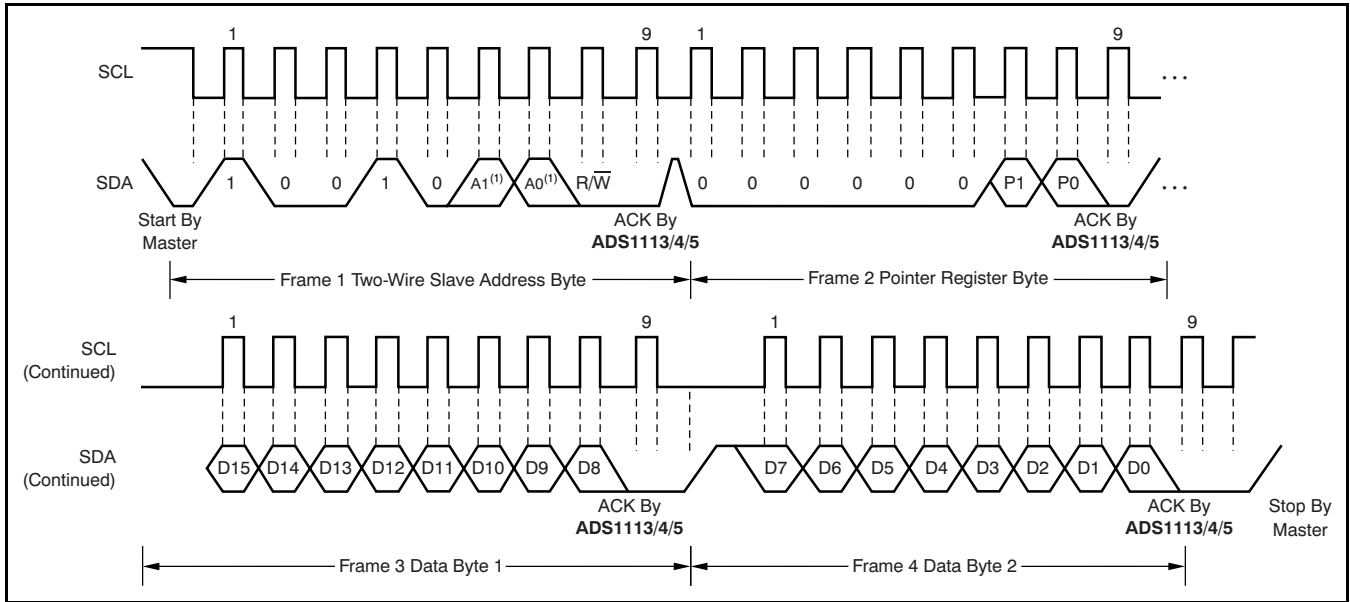 1 9 1 9
SCL ...
SDA 1 0 0 1 0 A1(1) A0(1) R/W̅ 0 0 0 0 0 0 P1 P0 ...
Start By Master
ACK By ADS1113/4/5
ACK By ADS1113/4/5
Frame 1 Two-Wire Slave Address Byte
Frame 2 Pointer Register Byte
1 9 1 9
SCL (Continued)
SDA (Continued) D15 D14 D13 D12 D11 D10 D9 D8 D7 D6 D5 D4 D3 D2 D1 D0
ACK By ADS1113/4/5
ACK By ADS1113/4/5
Stop By Master
Frame 3 Data Byte 1
Frame 4 Data Byte 2